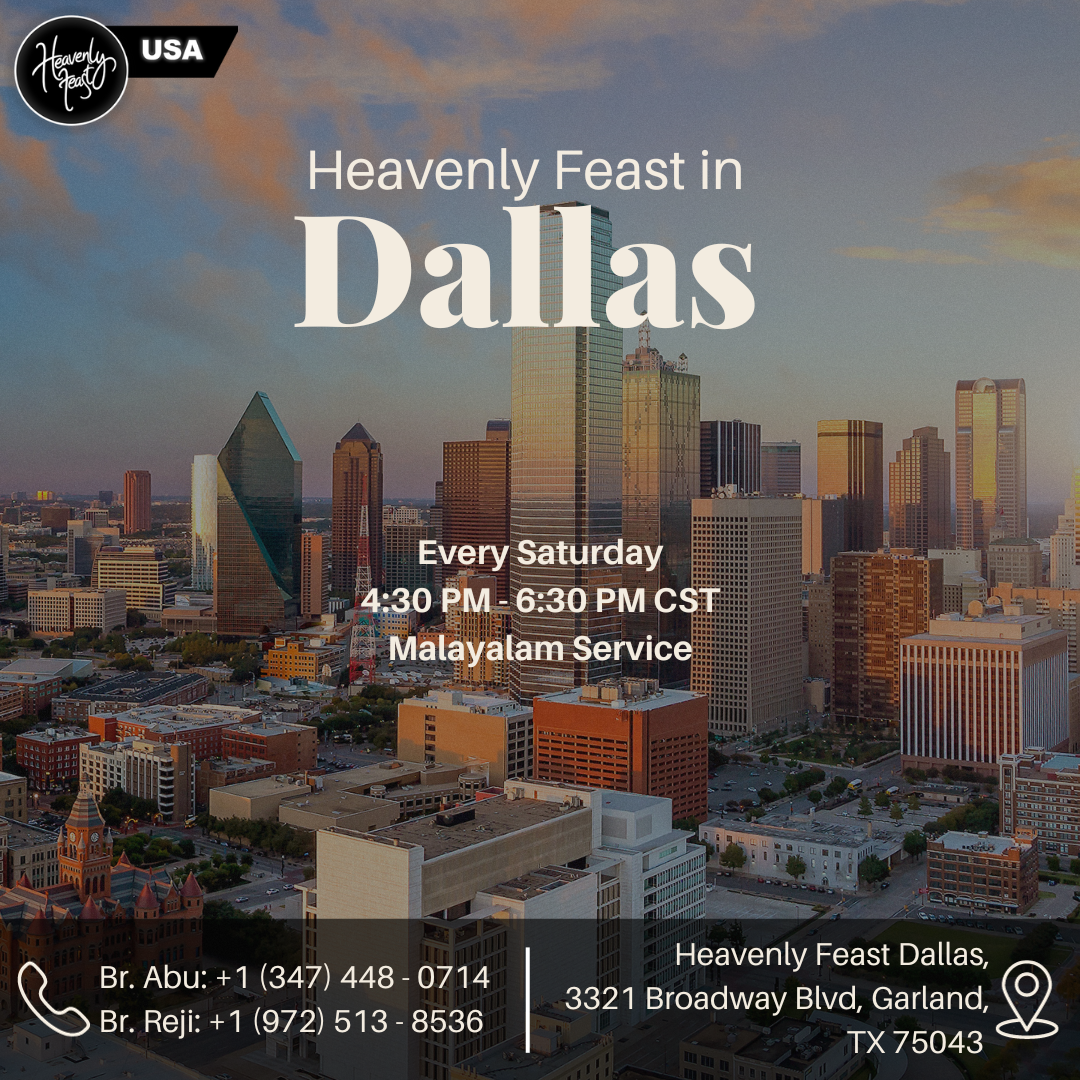 Heavenly
Feast
USA
Heavenly Feast in
Dallas
Every Saturday
4:30 PM - 6:30 PM CST
Malayalam Service
Br. Abu: +1 (347) 448 - 0714
Br. Reji: +1 (972) 513 - 8536
Heavenly Feast Dallas,
3321 Broadway Blvd, Garland,
TX 75043